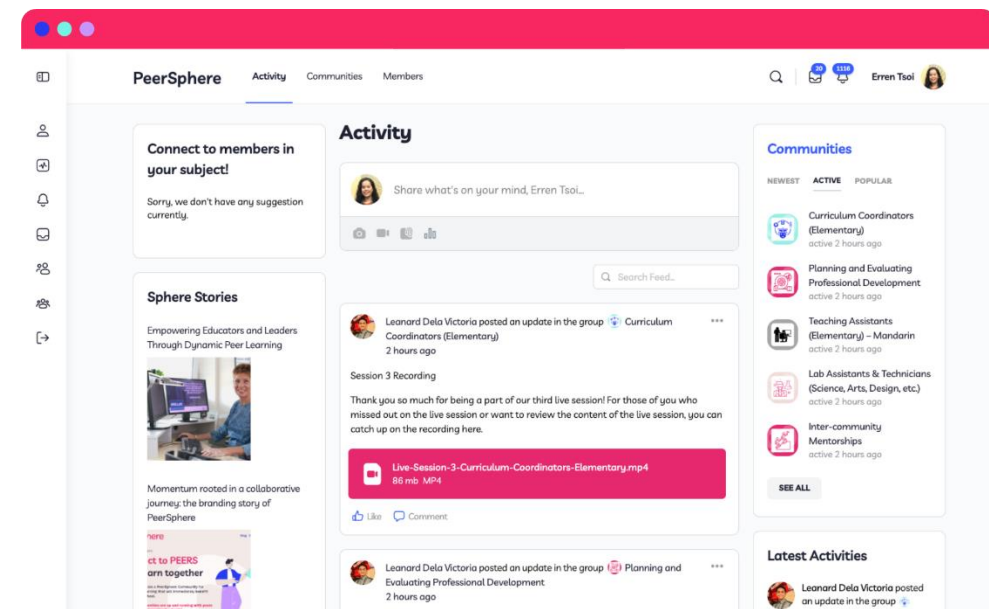 PeerSphere
Activity
Communities
Members
30
1138
Erren Tsoi
Connect to members in
your subject!
Sorry, we don't have any suggestion
currently.
Sphere Stories
Empowering Educators and Leaders
Through Dynamic Peer Learning
Momentum rooted in a collaborative
journey: the branding story of
PeerSphere
ct to PEERS
arn together
Activity
Share what's on your mind, Erren Tsoi...
Search Feed...
Leanard Dela Victoria posted an update in the group Curriculum
Coordinators (Elementary)
2 hours ago
Session 3 Recording
Thank you so much for being a part of our third live session! For those of you who
missed out on the live session or want to review the content of the live session, you can
catch up on the recording here.
Live-Session-3-Curriculum-Coordinators-Elementary.mp4
86 mb MP4
Like
Comment
Leanard Dela Victoria posted an update in the group Planning and
Evaluating Professional Development
2 hours ago
Communities
NEWEST
ACTIVE
POPULAR
Curriculum Coordinators
(Elementary)
active 2 hours ago
Planning and Evaluating
Professional Development
active 2 hours ago
Teaching Assistants
(Elementary) – Mandarin
active 2 hours ago
Lab Assistants & Technicians
(Science, Arts, Design, etc.)
active 2 hours ago
Inter-community
Mentorships
active 2 hours ago
SEE ALL
Latest Activities
Leanard Dela Victoria posted
an update in the group